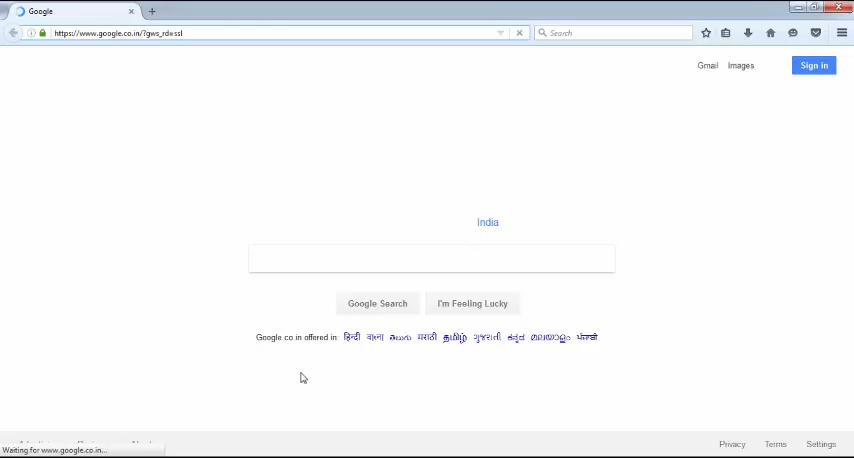 Google
https://www.google.co.in/?gws_rd=ssl
Search
Gmail Images Sign in
India
Google Search I'm Feeling Lucky
Google.co.in offered in: हिन्दी বাংলা తెలుగు मराठी தமிழ் ગુજરાતી ಕನ್ನಡ മലയാളം ਪੰਜਾਬੀ
Privacy Terms Settings
Waiting for www.google.co.in...